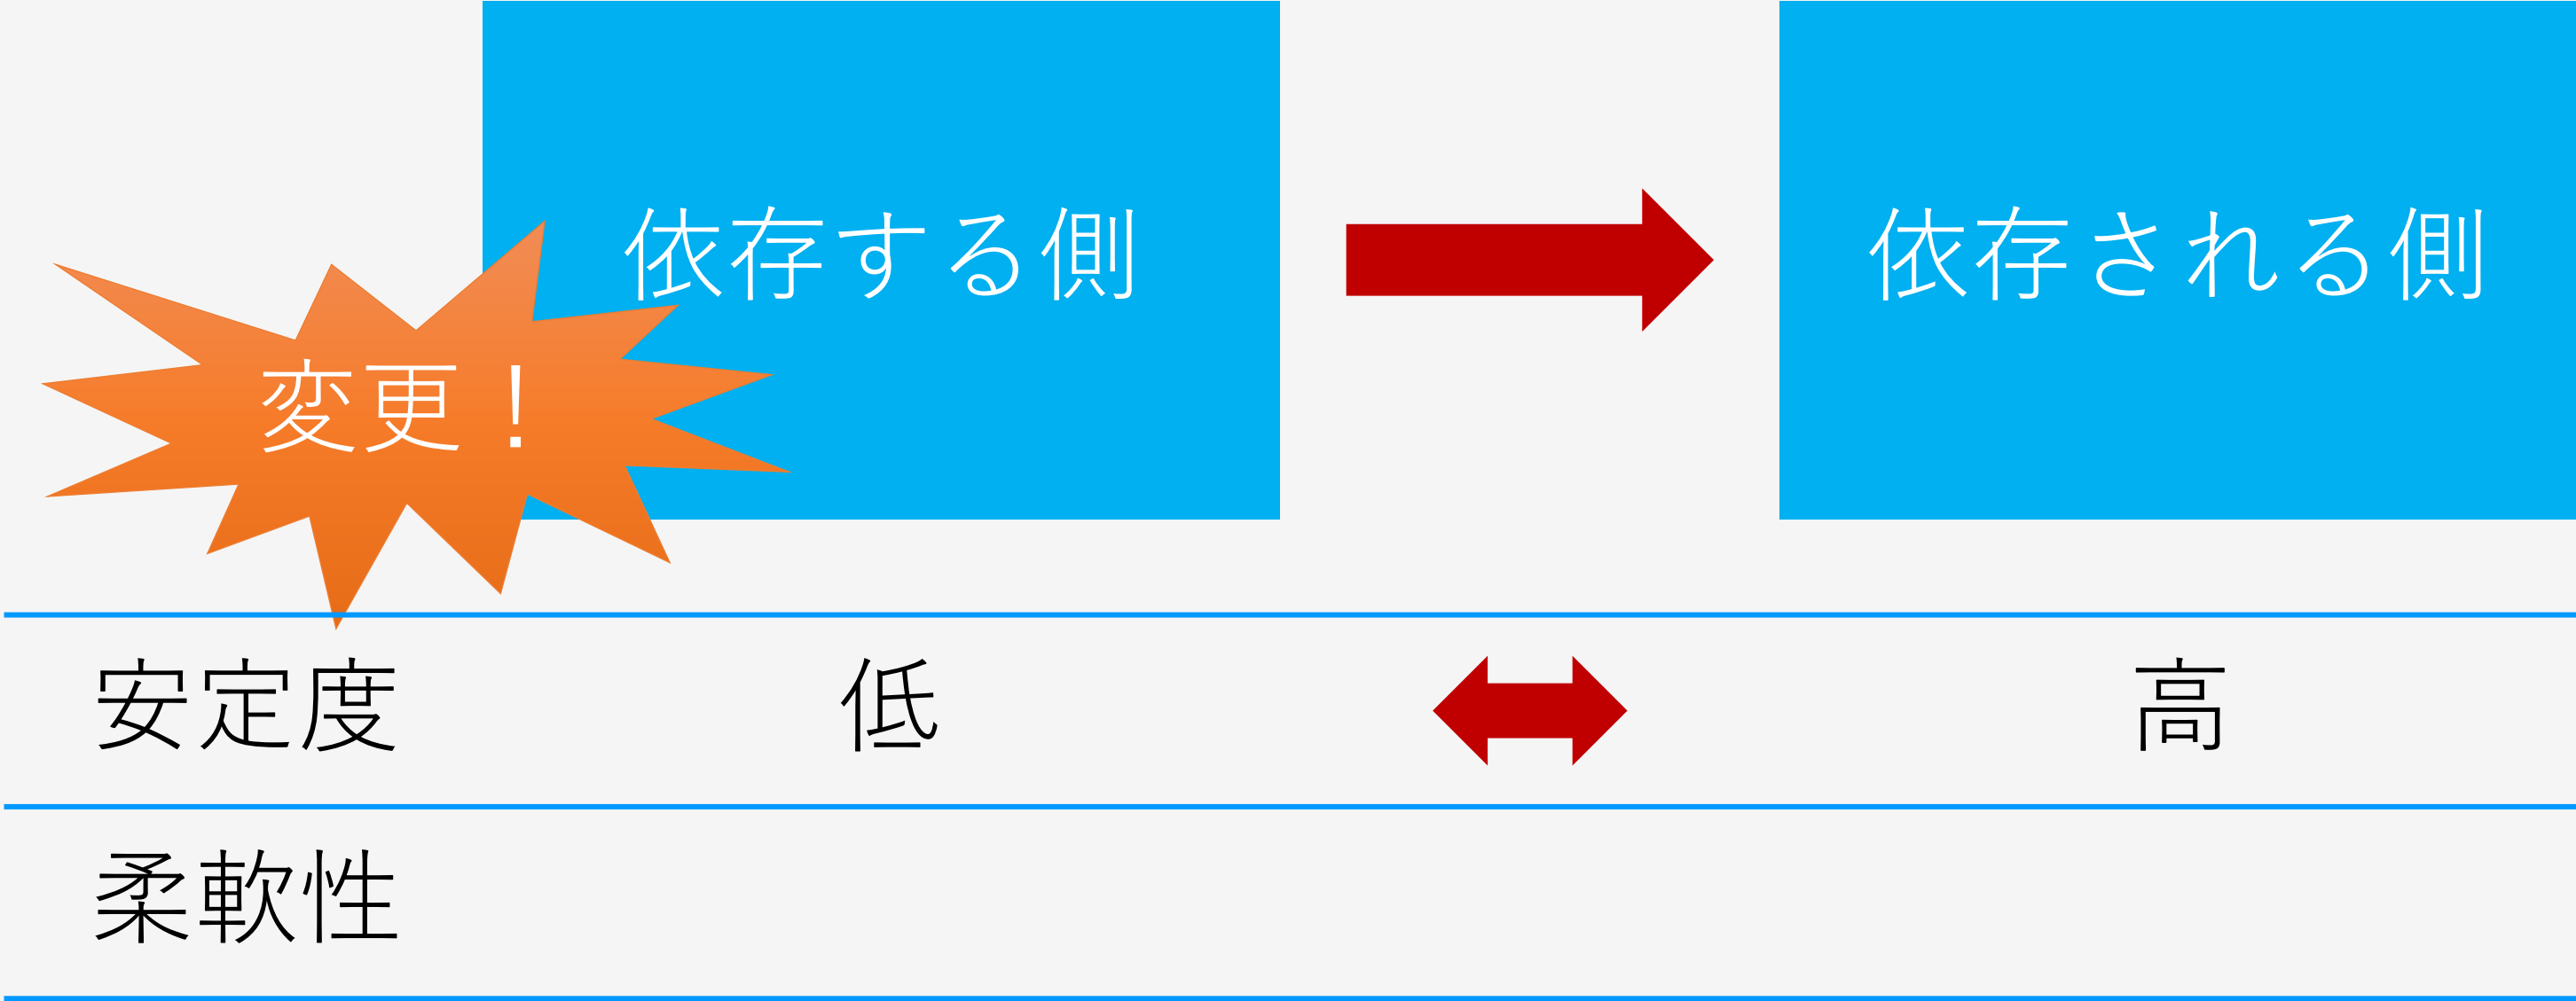 依存する側
依存される側
変更！
安定度
低
高
柔軟性